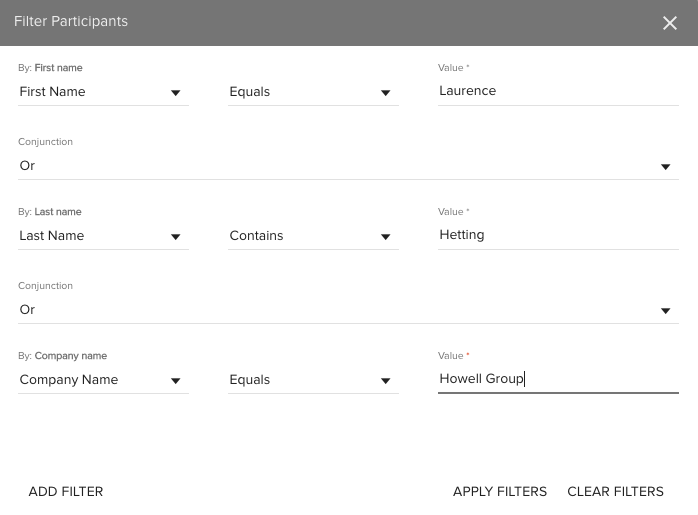 Filter Participants
By: First name Value *
First Name Equals Laurence
Conjunction
Or
By: Last name Value *
Last Name Contains Hetting
Conjunction
Or
By: Company name Value *
Company Name Equals Howell Group
ADD FILTER APPLY FILTERS CLEAR FILTERS